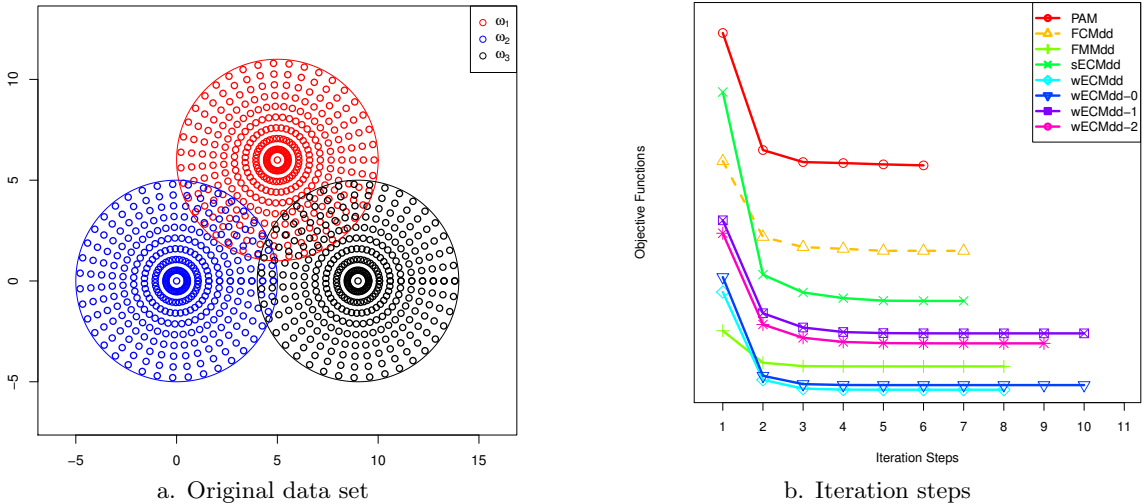 ω1
ω2
ω3
10
5
0
−5
−5 0 5 10 15
a. Original data set
PAM
FCMdd
FMMdd
sECMdd
wECMdd
wECMdd−0
wECMdd−1
wECMdd−2
Objective Functions
1 2 3 4 5 6 7 8 9 10 11
Iteration Steps
b. Iteration steps